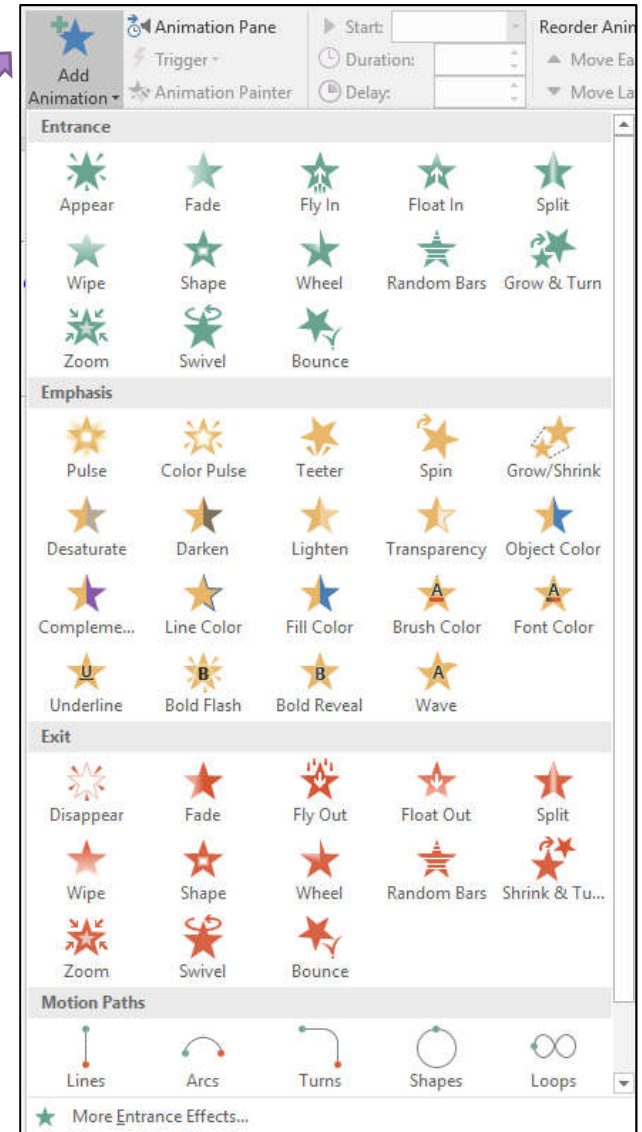 Add
Animation
Animation Pane
Trigger
Animation Painter
Start:
Duration:
Delay:
Reorder Anim
Move Ea
Move La
Entrance
Appear Fade Fly In Float In Split
Wipe Shape Wheel Random Bars Grow & Turn
Zoom Swivel Bounce
Emphasis
Pulse Color Pulse Teeter Spin Grow/Shrink
Desaturate Darken Lighten Transparency Object Color
Compleme... Line Color Fill Color Brush Color Font Color
Underline Bold Flash Bold Reveal Wave
Exit
Disappear Fade Fly Out Float Out Split
Wipe Shape Wheel Random Bars Shrink & Tu...
Zoom Swivel Bounce
Motion Paths
Lines Arcs Turns Shapes Loops
More Entrance Effects...